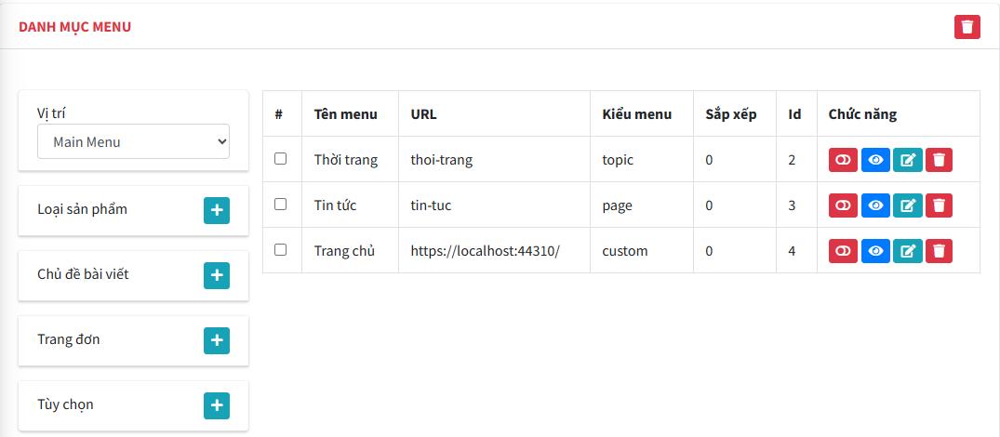 DANH MỤC MENU
Vị trí
Main Menu
Loại sản phẩm
Chủ đề bài viết
Trang đơn
Tùy chọn
# Tên menu URL Kiểu menu Sắp xếp Id Chức năng
Thời trang thoi-trang topic 0 2
Tin tức tin-tuc page 0 3
Trang chủ https://localhost:44310/ custom 0 4